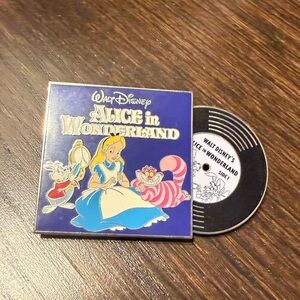 Walt Disney
ALICE in
WONDERLAND
WALT DISNEY'S
ALICE IN WONDERLAND
SIDE 1